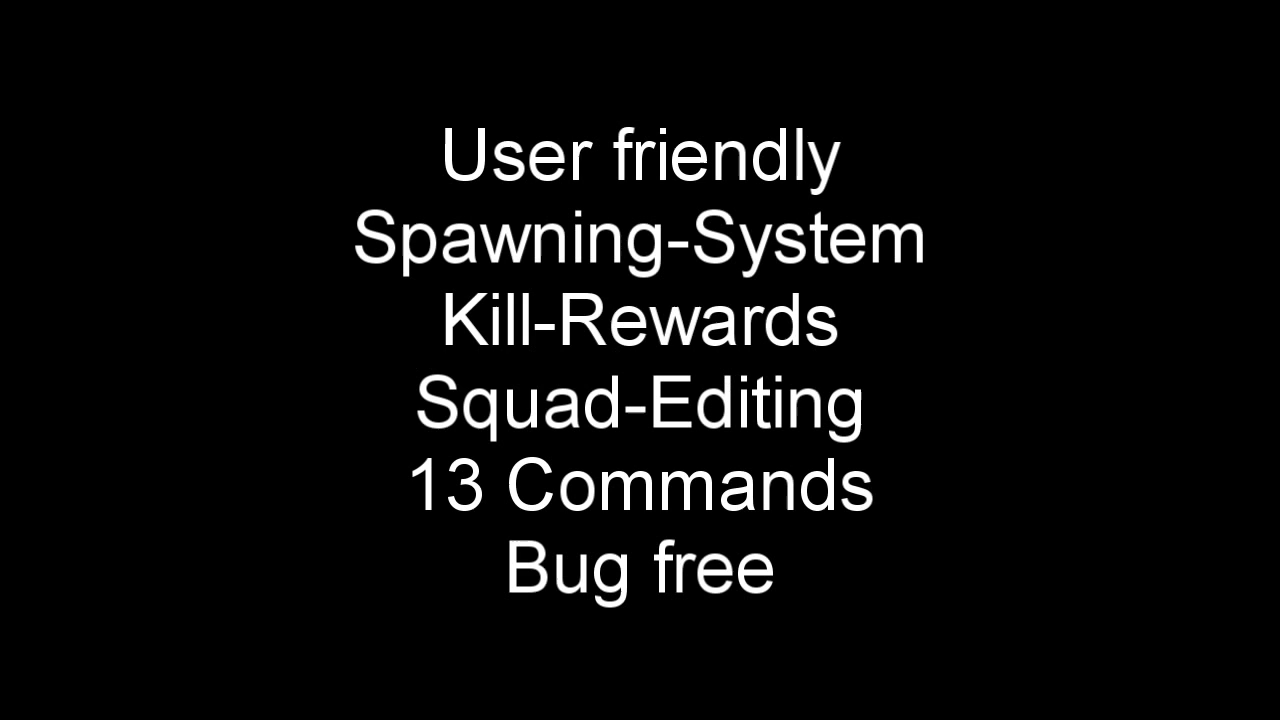 User friendly
Spawning-System
Kill-Rewards
Squad-Editing
13 Commands
Bug free